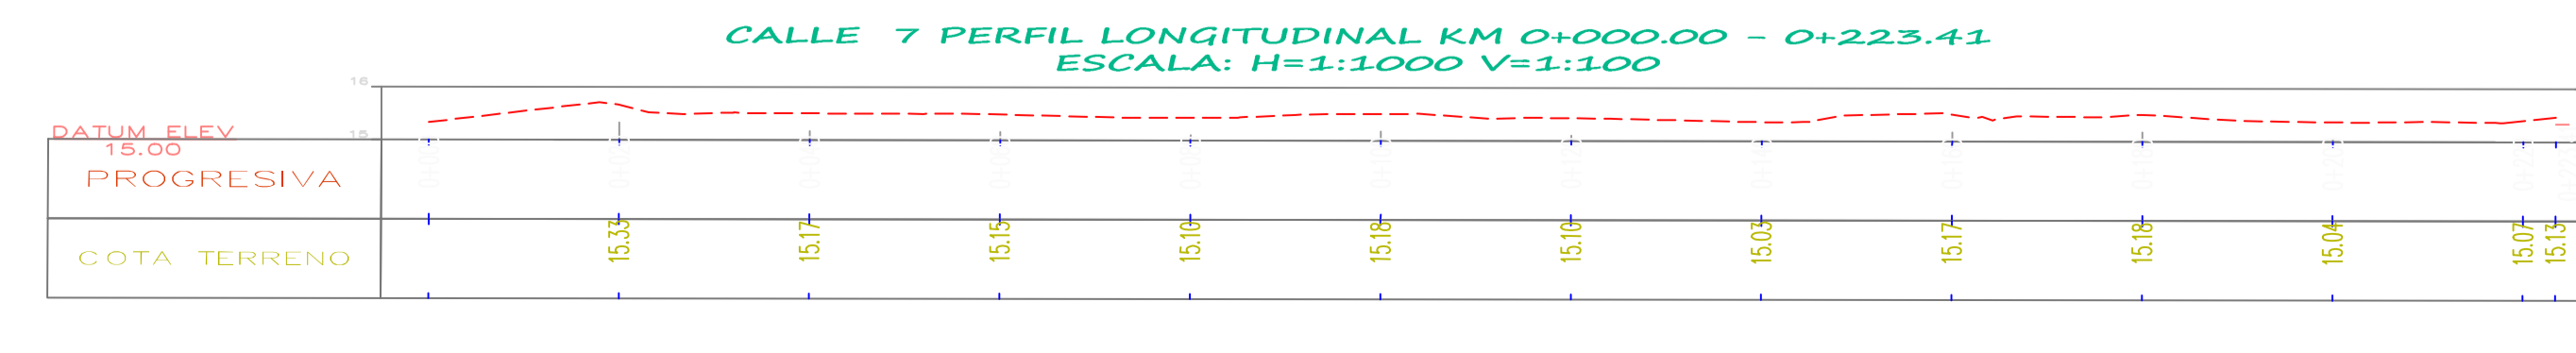 CALLE 7 PERFIL LONGITUDINAL KM 0+000.00 - 0+223.41
ESCALA: H=1:1000 V=1:100
16
15
DATUM ELEV
15.00
PROGRESIVA
COTA TERRENO
15.33 15.17 15.15 15.10 15.18 15.10 15.03 15.17 15.18 15.04 15.07 15.13